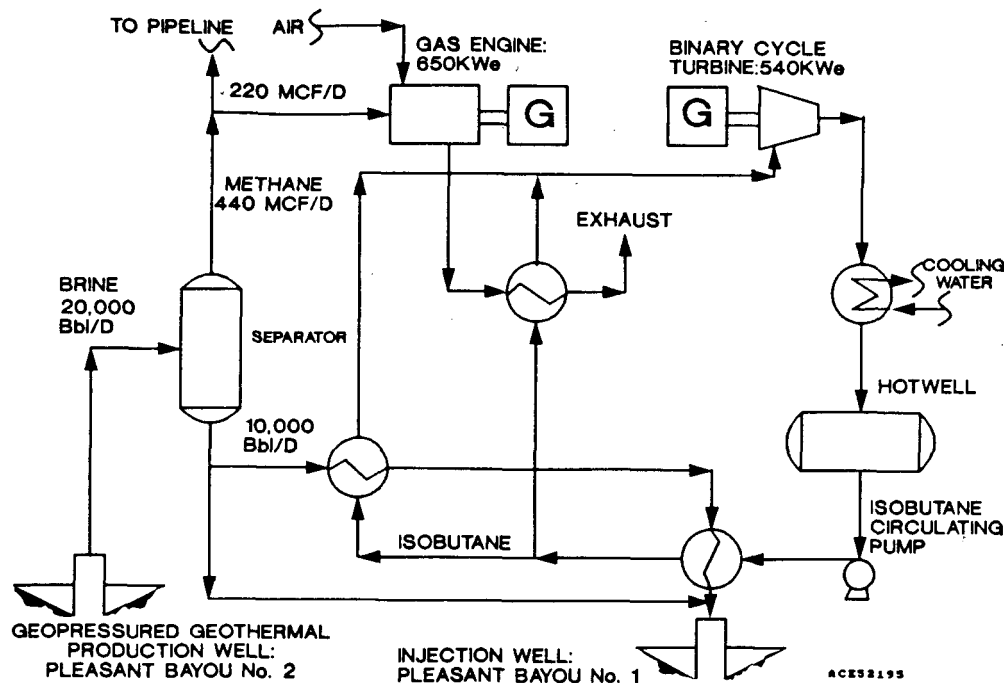 TO PIPELINE
AIR
GAS ENGINE:
650KWe
BINARY CYCLE
TURBINE:540KWe
220 MCF/D
G
G
METHANE
440 MCF/D
EXHAUST
BRINE
20,000
Bbl/D
SEPARATOR
COOLING
WATER
HOTWELL
10,000
Bbl/D
ISOBUTANE
ISOBUTANE
CIRCULATING
PUMP
GEOPRESSURED GEOTHERMAL
PRODUCTION WELL:
PLEASANT BAYOU No. 2
INJECTION WELL:
PLEASANT BAYOU No. 1
ACES2195